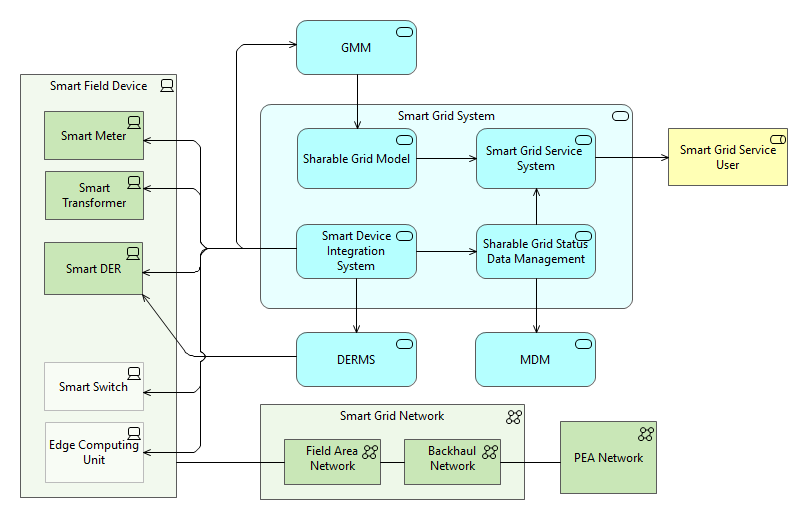 GMM
Smart Field Device
Smart Grid System
Smart Meter
Sharable Grid Model
Smart Grid Service
System
Smart Grid Service
User
Smart
Transformer
Smart Device
Integration
System
Sharable Grid Status
Data Management
Smart DER
DERMS
MDM
Smart Switch
Smart Grid Network
Edge Computing
Unit
Field Area
Network
Backhaul
Network
PEA Network